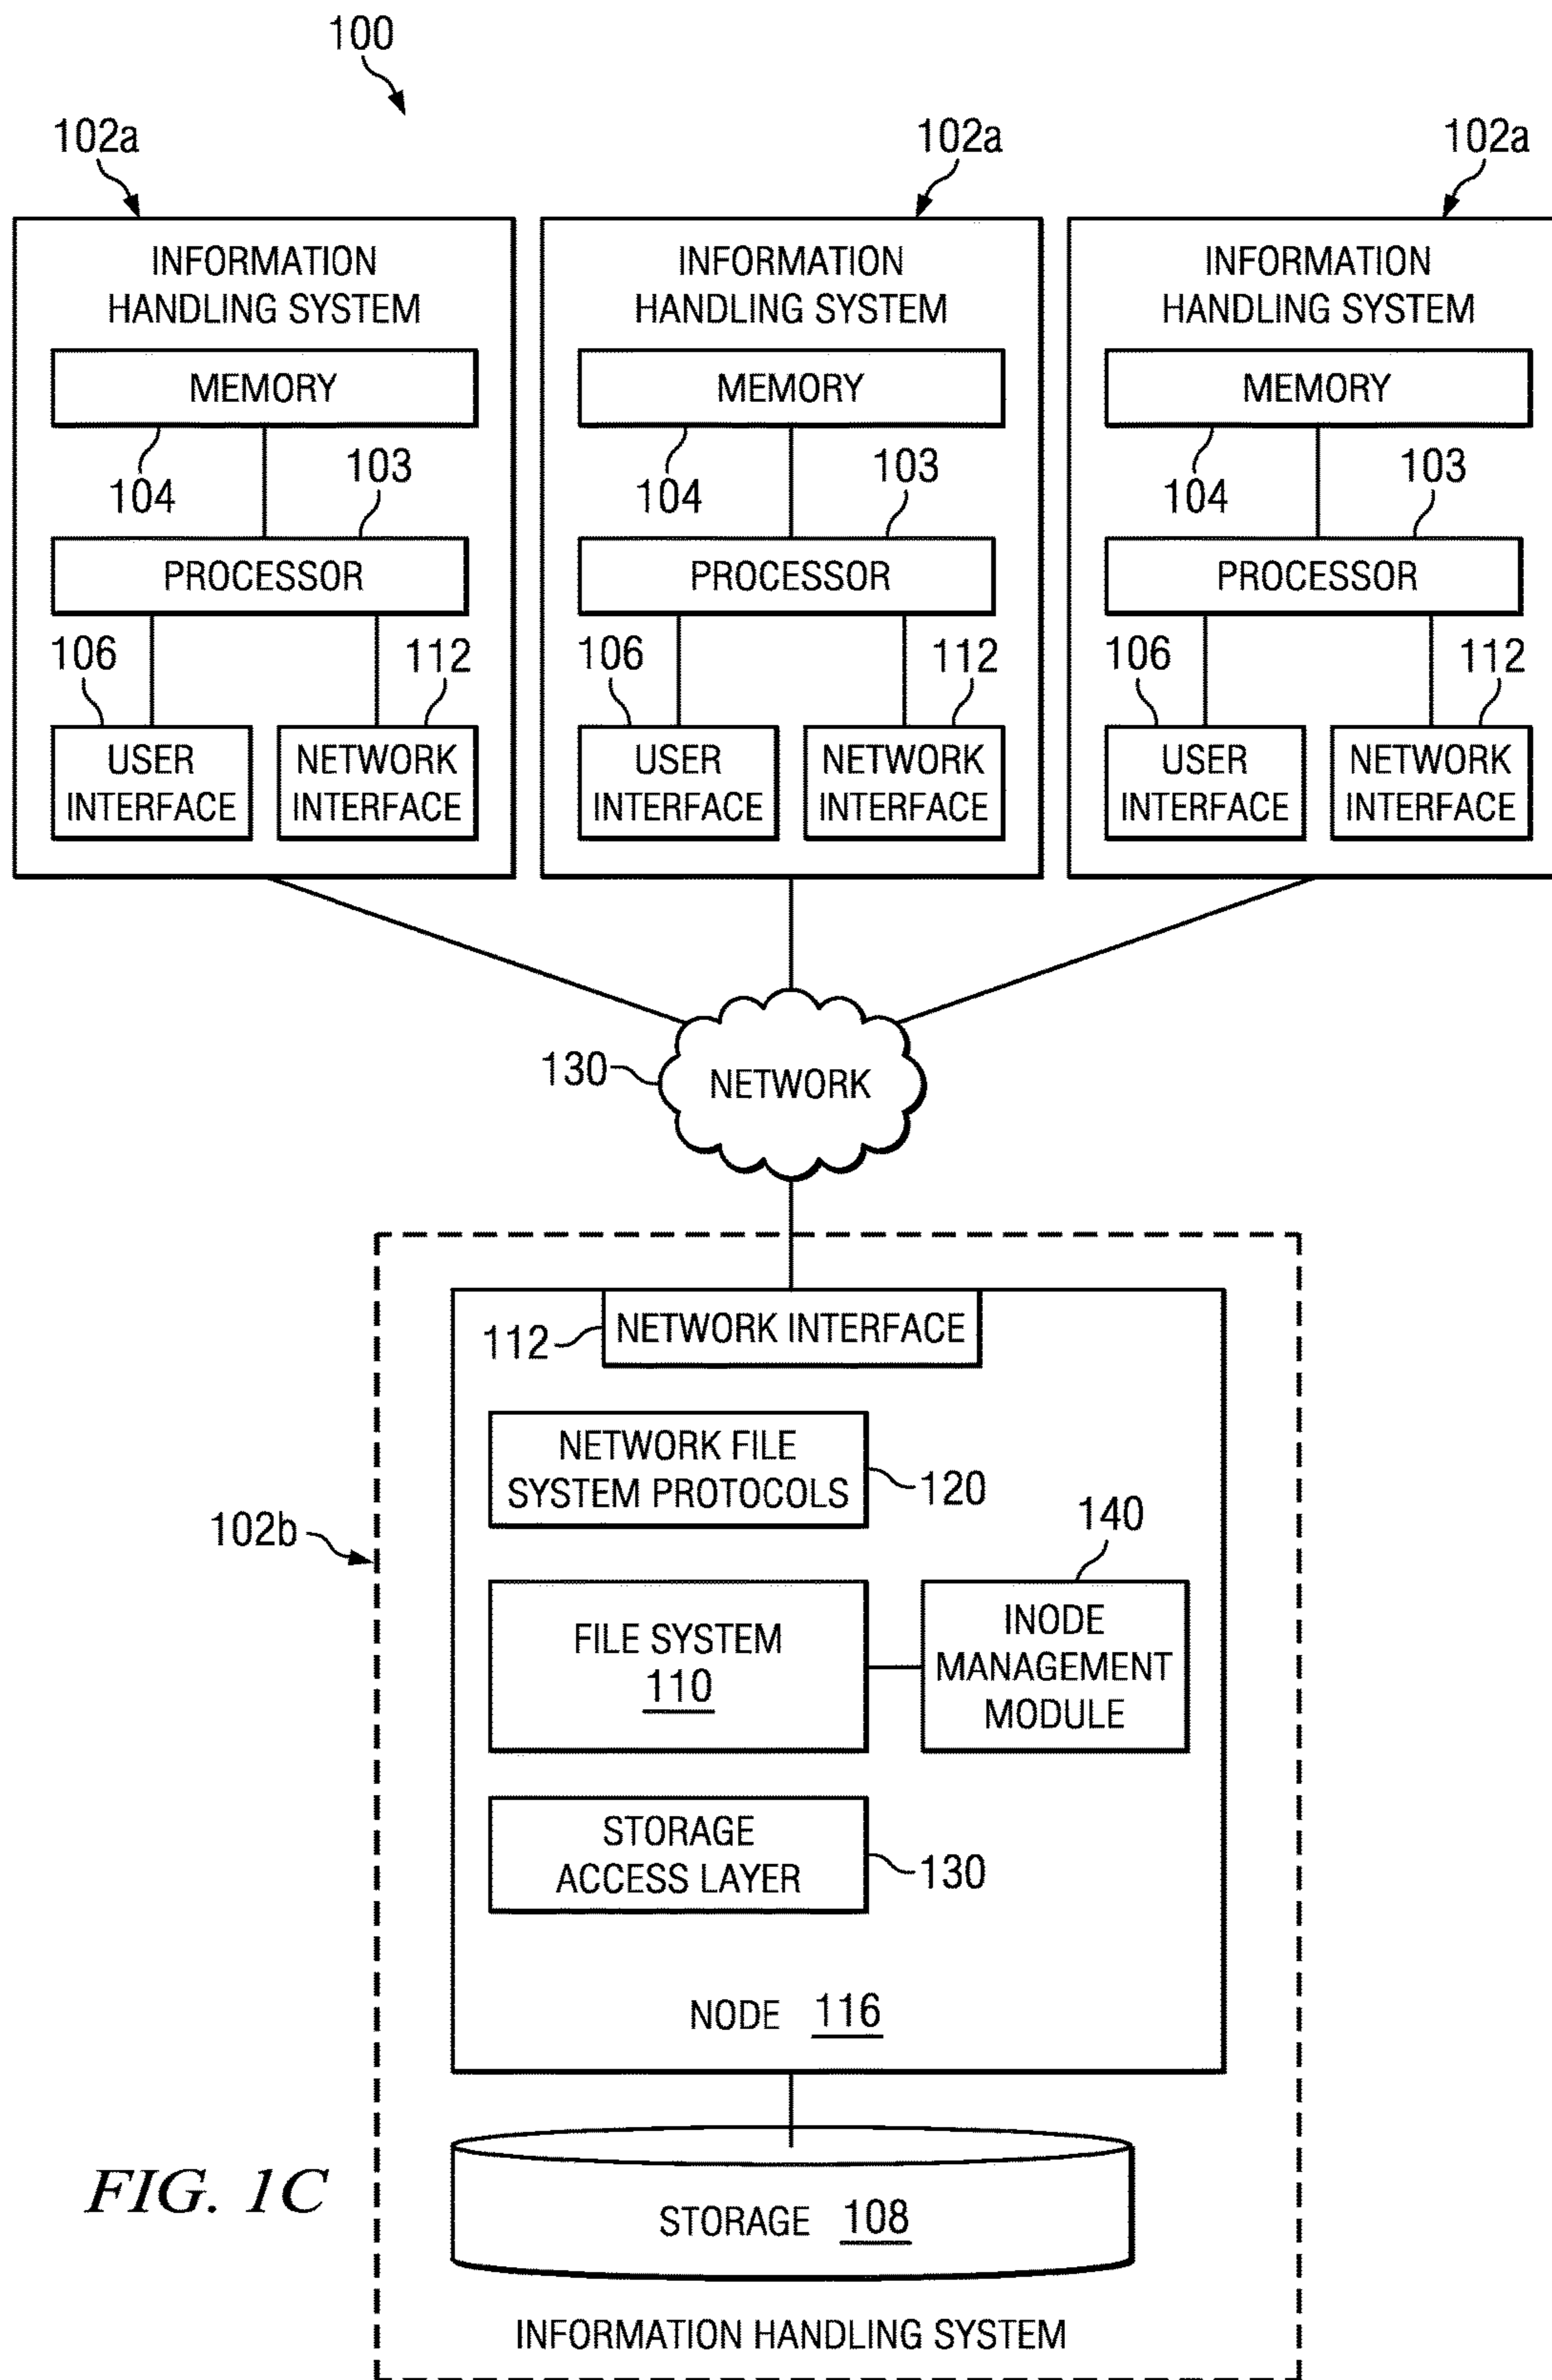 100
102a
102a
102a
INFORMATION
HANDLING SYSTEM
MEMORY
104
103
PROCESSOR
106
112
USER
INTERFACE
NETWORK
INTERFACE
INFORMATION
HANDLING SYSTEM
MEMORY
104
103
PROCESSOR
106
112
USER
INTERFACE
NETWORK
INTERFACE
INFORMATION
HANDLING SYSTEM
MEMORY
104
103
PROCESSOR
106
112
USER
INTERFACE
NETWORK
INTERFACE
130
NETWORK
112
NETWORK INTERFACE
NETWORK FILE
SYSTEM PROTOCOLS
120
102b
140
FILE SYSTEM
110
INODE
MANAGEMENT
MODULE
STORAGE
ACCESS LAYER
130
NODE 116
FIG. 1C
STORAGE 108
INFORMATION HANDLING SYSTEM